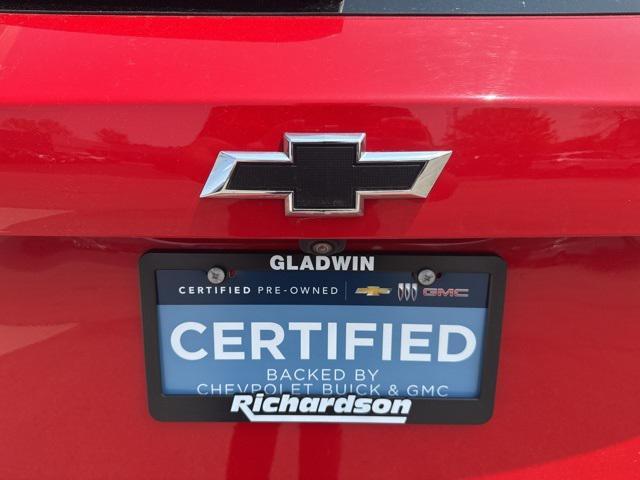 GLADWIN
CERTIFIED PRE-OWNED GMC
CERTIFIED
BACKED BY
CHEVROLET BUICK & GMC
Richardson